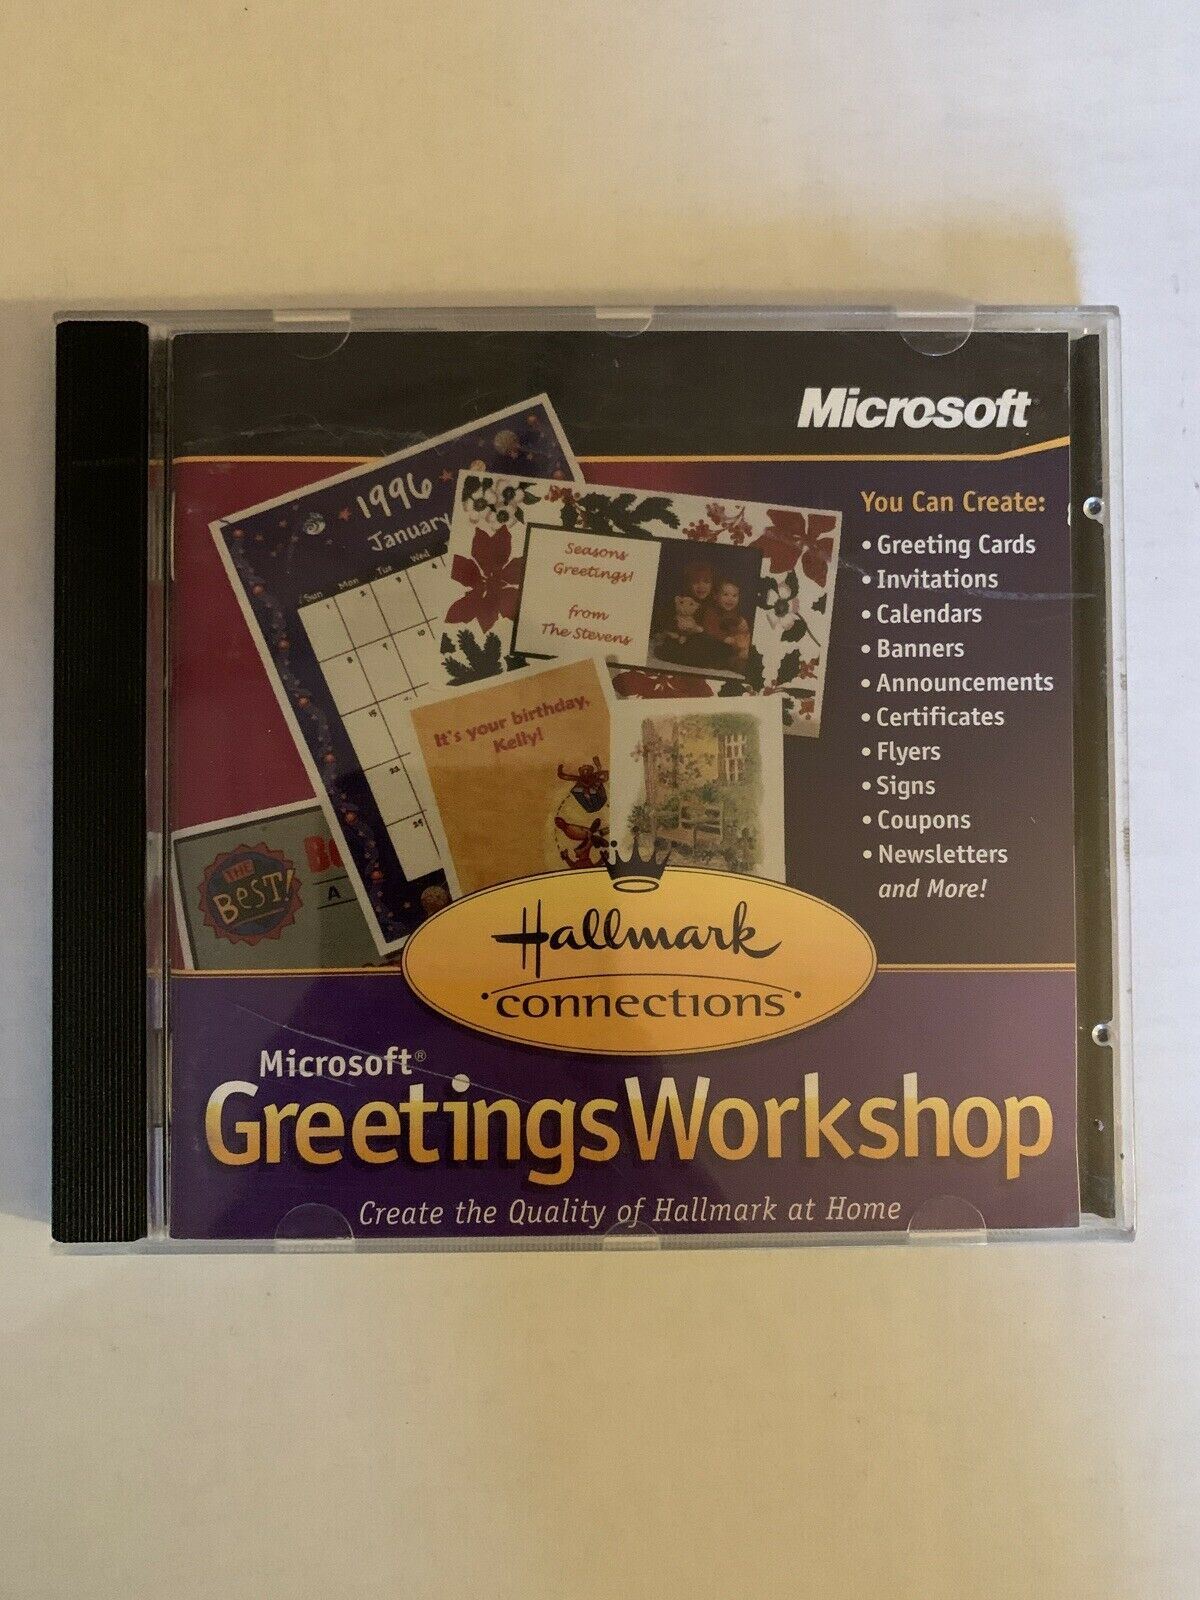 Microsoft
You Can Create:
• Greeting Cards
• Invitations
• Calendars
• Banners
• Announcements
• Certificates
• Flyers
• Signs
• Coupons
• Newsletters
and More!
1996
January
Sun Mon Tue Wed
Seasons
Greetings!
from
The Stevens
It's your birthday,
Kelly!
THE
BEST!
A
Hallmark
•connections•
Microsoft®
GreetingsWorkshop
Create the Quality of Hallmark at Home